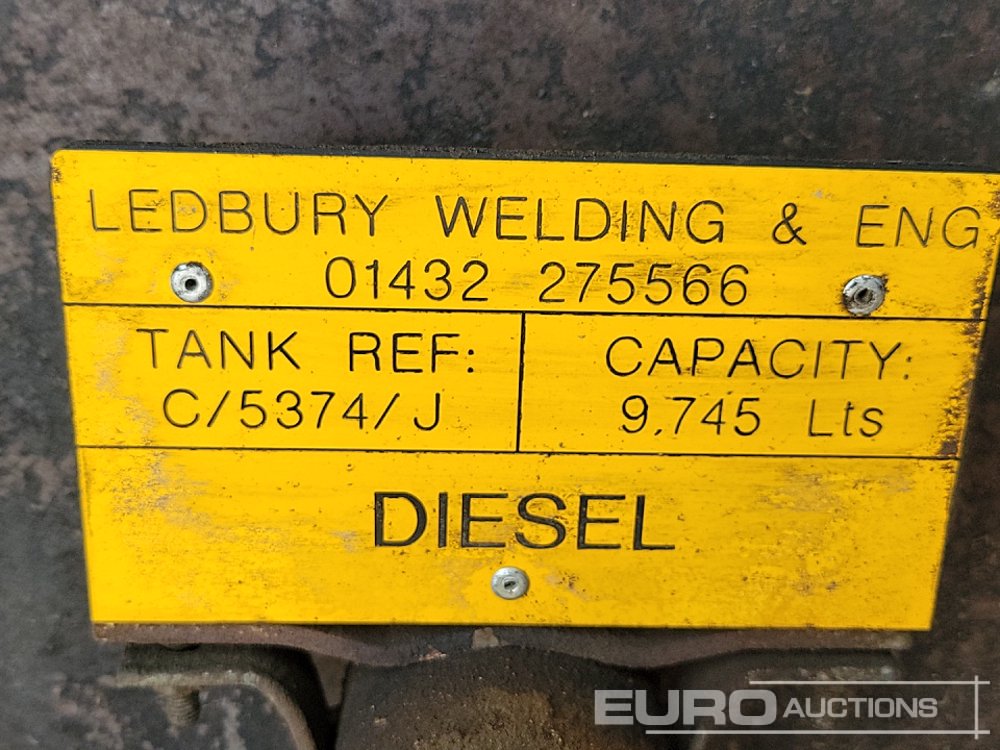 LEDBURY WELDING & ENG
01432 275566
TANK REF:
C/5374/J
CAPACITY:
9,745 Lts
DIESEL
EURO AUCTIONS